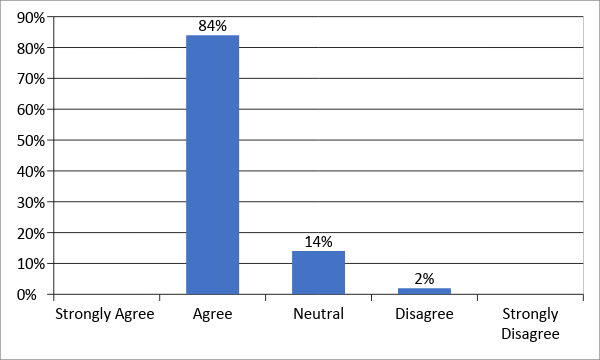 90%
80%
70%
60%
50%
40%
30%
20%
10%
0%
84%
14%
2%
Strongly Agree
Agree
Neutral
Disagree
Strongly
Disagree